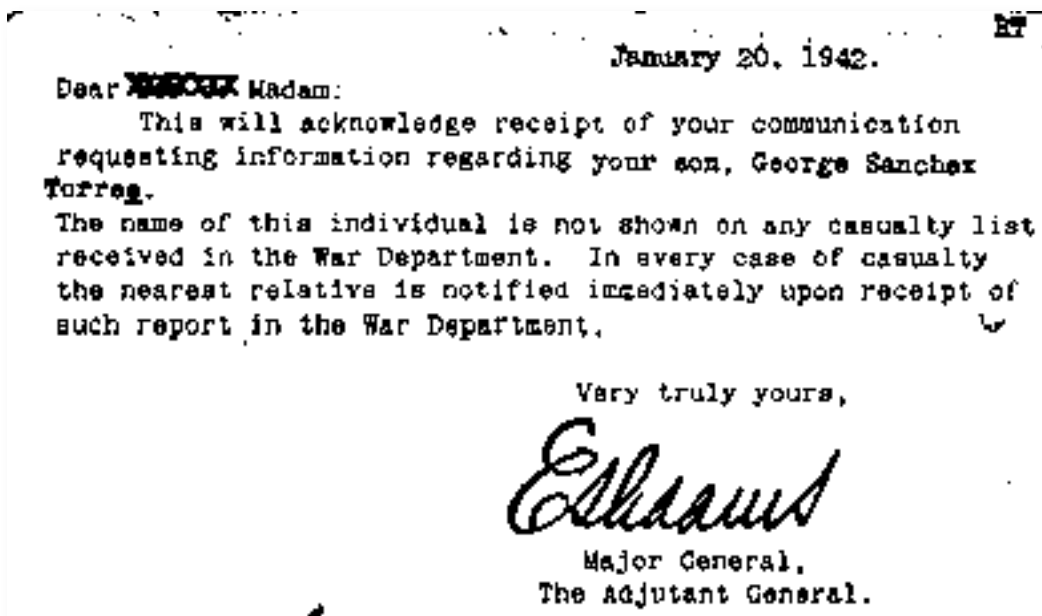 RT
January 20, 1942.
Dear Madam:
This will acknowledge receipt of your communication
requesting information regarding your son, George Sanchez
Torres.
The name of this individual is not shown on any casualty list
received in the War Department. In every case of casualty
the nearest relative is notified immediately upon receipt of
such report in the War Department.
Very truly yours,
ESAdams
Major General,
The Adjutant General.